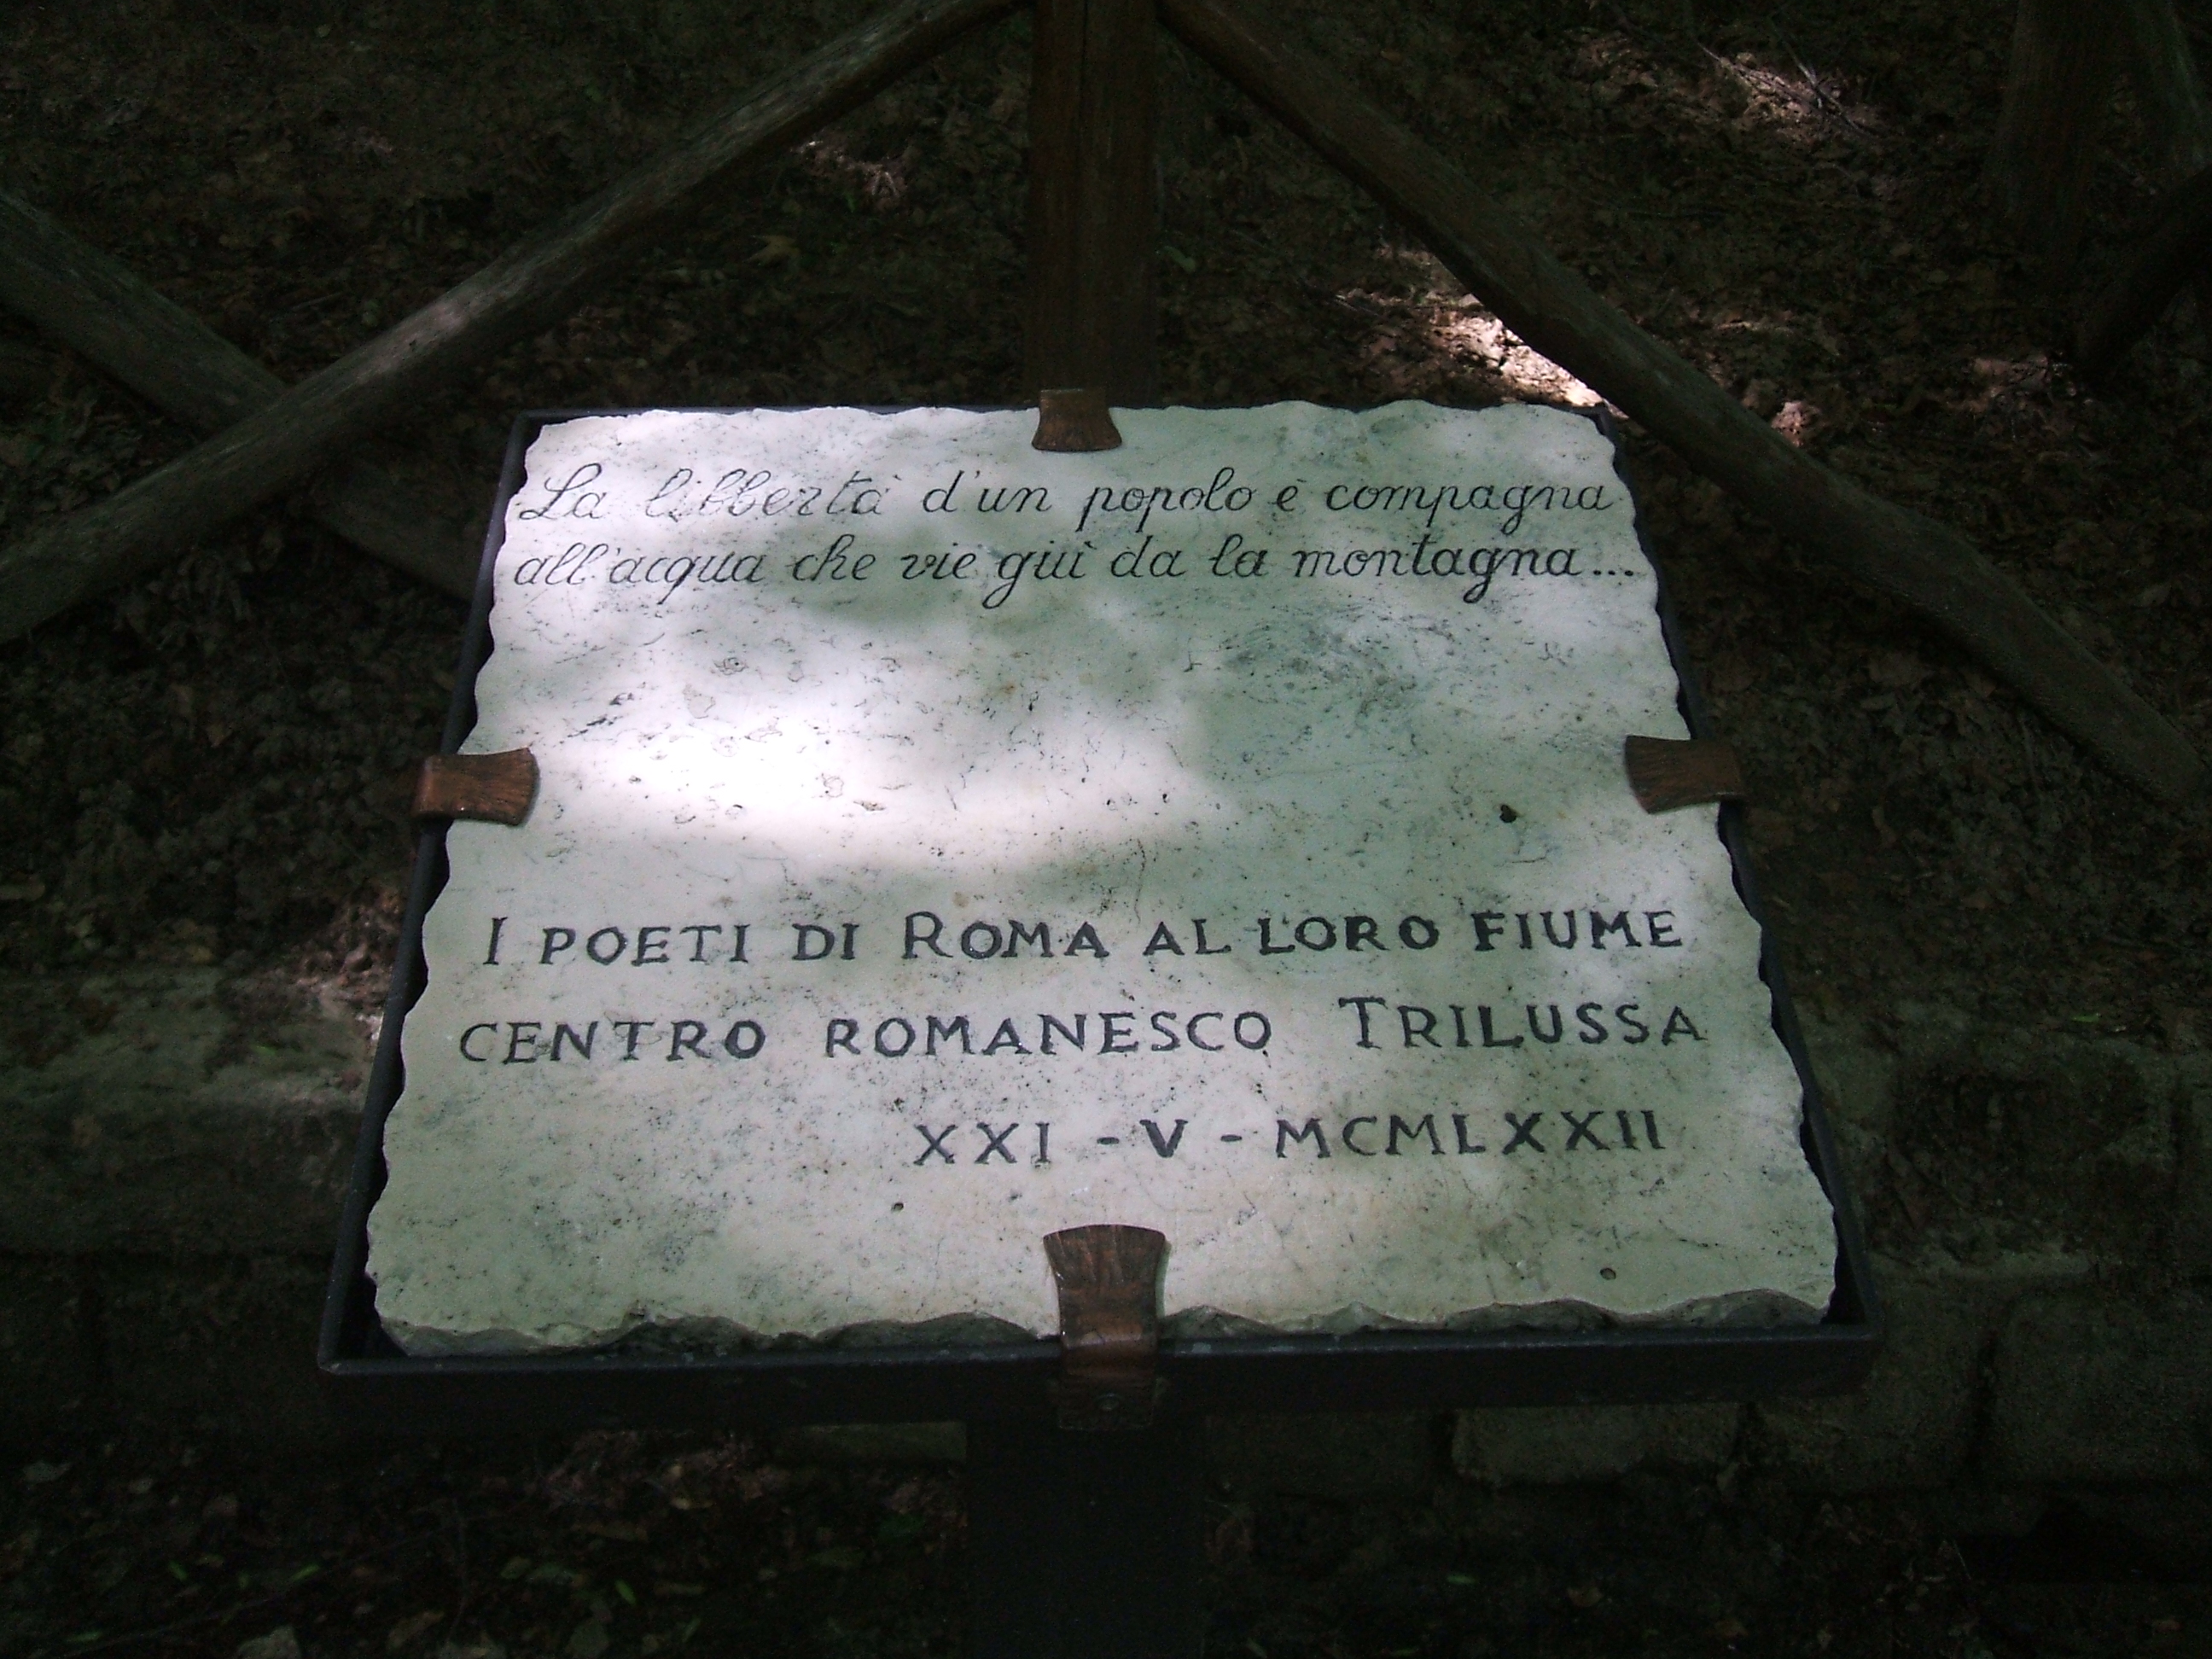 La libbertà d'un popolo è compagna
all'acqua che vie giù da la montagna...
I POETI DI ROMA AL LORO FIUME
CENTRO ROMANESCO TRILUSSA
XXI - V - MCMLXXII